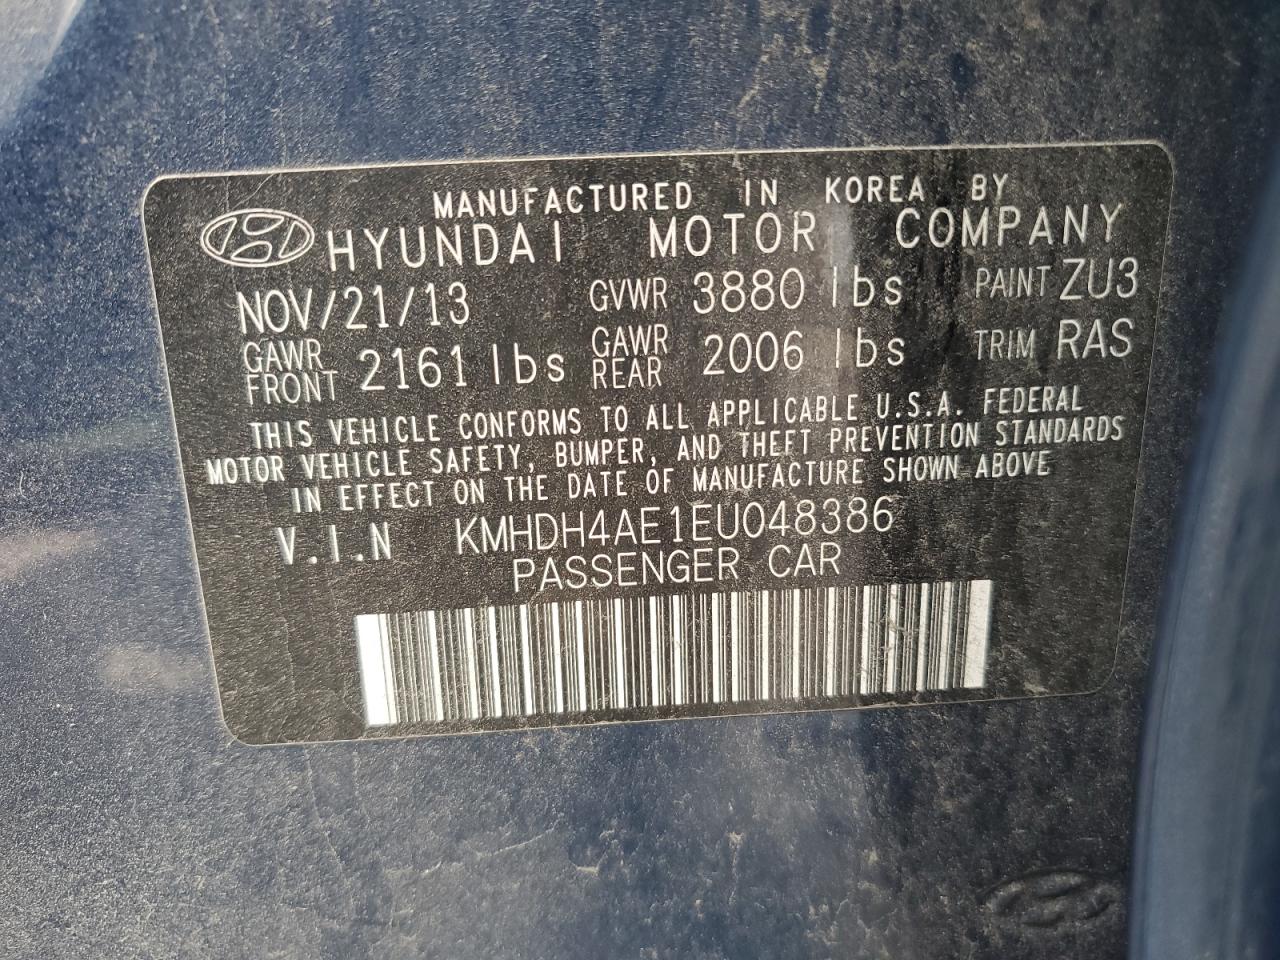 MANUFACTURED IN KOREA BY
HYUNDAI MOTOR COMPANY
NOV/21/13 GVWR 3880 lbs PAINT ZU3
GAWR FRONT 2161 lbs GAWR REAR 2006 lbs TRIM RAS
THIS VEHICLE CONFORMS TO ALL APPLICABLE U.S.A. FEDERAL
MOTOR VEHICLE SAFETY, BUMPER, AND THEFT PREVENTION STANDARDS
IN EFFECT ON THE DATE OF MANUFACTURE SHOWN ABOVE
V.I.N KMHDH4AE1EU048386
PASSENGER CAR